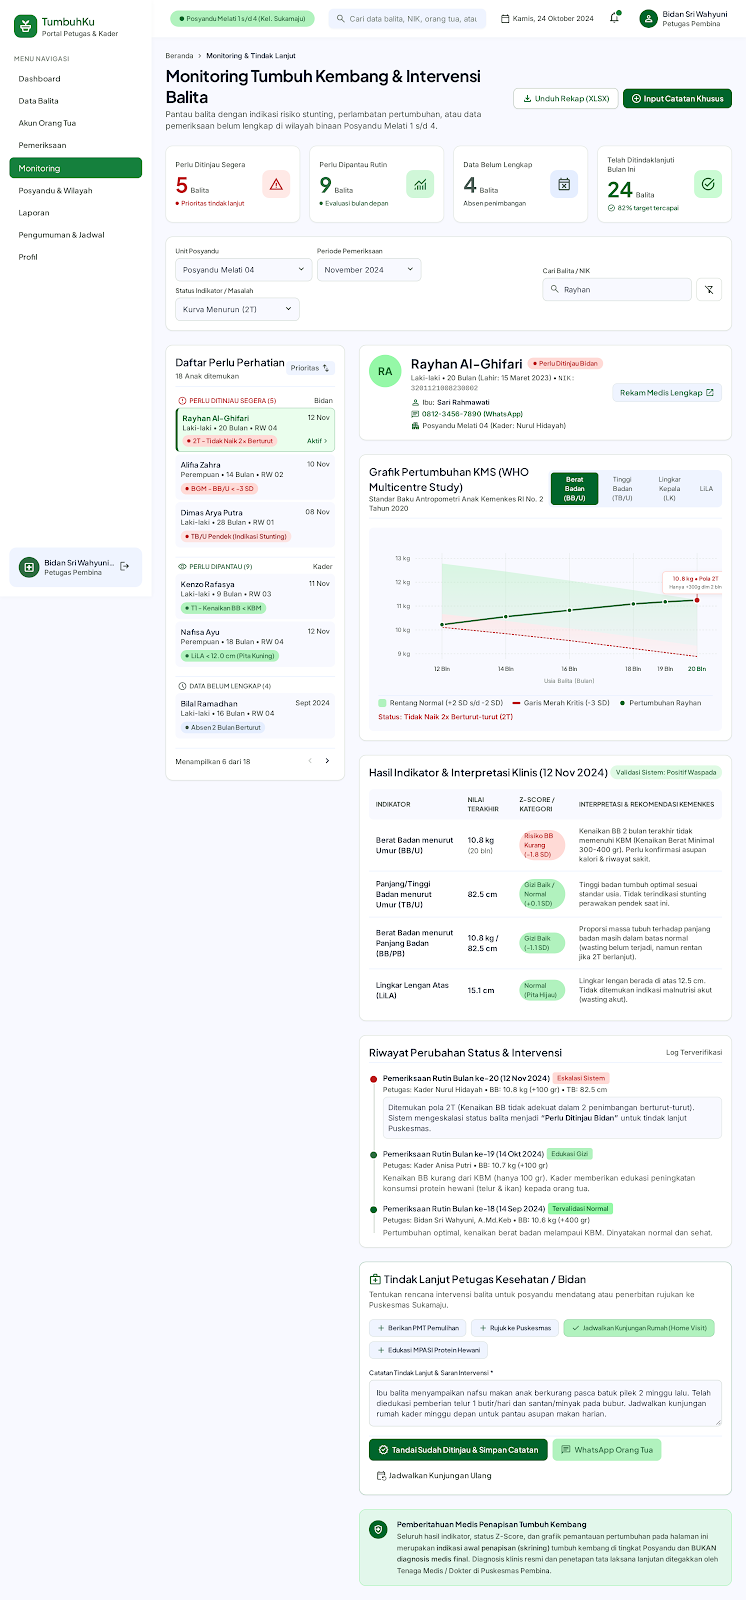 TumbuhKu
Portal Petugas & Kader
Posyandu Melati 1 s/d 4 (Kel. Sukamaju)
Cari data balita, NIK, orang tua, atau
Kamis, 24 Oktober 2024
Bidan Sri Wahyuni
Petugas Pembina
MENU NAVIGASI
Dashboard
Data Balita
Akun Orang Tua
Pemeriksaan
Monitoring
Posyandu & Wilayah
Laporan
Pengumuman & Jadwal
Profil
Bidan Sri Wahyuni...
Petugas Pembina
Beranda > Monitoring & Tindak Lanjut
Monitoring Tumbuh Kembang & Intervensi
Balita
Pantau balita dengan indikasi risiko stunting, perlambatan pertumbuhan, atau data
pemeriksaan belum lengkap di wilayah binaan Posyandu Melati 1 s/d 4.
Unduh Rekap (XLSX)
Input Catatan Khusus
Perlu Ditinjau Segera
5 Balita
Prioritas tindak lanjut
Perlu Dipantau Rutin
9 Balita
Evaluasi bulan depan
Data Belum Lengkap
4 Balita
Absen penimbangan
Telah Ditindaklanjuti
Bulan Ini
24 Balita
82% target tercapai
Unit Posyandu
Posyandu Melati 04
Periode Pemeriksaan
November 2024
Status Indikator / Masalah
Kurva Menurun (2T)
Cari Balita / NIK
Rayhan
Daftar Perlu Perhatian
18 Anak ditemukan
Prioritas
PERLU DITINJAU SEGERA (5)
Bidan
Rayhan Al-Ghifari
12 Nov
Laki-laki • 20 Bulan • RW 04
2T - Tidak Naik 2x Berturut
Aktif >
Alifia Zahra
10 Nov
Perempuan • 14 Bulan • RW 02
BGM - BB/U < -3 SD
Dimas Arya Putra
08 Nov
Laki-laki • 28 Bulan • RW 01
TB/U Pendek (Indikasi Stunting)
PERLU DIPANTAU (9)
Kader
Kenzo Rafasya
11 Nov
Laki-laki • 9 Bulan • RW 03
T1 - Kenaikan BB < KBM
Nafisa Ayu
12 Nov
Perempuan • 18 Bulan • RW 04
LiLA < 12.0 cm (Pita Kuning)
DATA BELUM LENGKAP (4)
Bilal Ramadhan
Sept 2024
Laki-laki • 16 Bulan • RW 04
Absen 2 Bulan Berturut
Menampilkan 6 dari 18
RA
Rayhan Al-Ghifari
Perlu Ditinjau Bidan
Laki-laki • 20 Bulan (Lahir: 15 Maret 2023) • NIK:
3201121008230002
Ibu: Sari Rahmawati
0812-3456-7890 (WhatsApp)
Posyandu Melati 04 (Kader: Nurul Hidayah)
Rekam Medis Lengkap
Grafik Pertumbuhan KMS (WHO
Multicentre Study)
Standar Baku Antropometri Anak Kemenkes RI No. 2
Tahun 2020
Berat
Badan
(BB/U)
Tinggi
Badan
(TB/U)
Lingkar
Kepala
(LK)
LiLA
13 kg
12 kg
11 kg
10 kg
9 kg
10.8 kg • Pola 2T
Hanya +200g dlm 2 bln
12 Bln
14 Bln
16 Bln
18 Bln
19 Bln
20 Bln
Usia Balita (Bulan)
Rentang Normal (+2 SD s/d -2 SD)
Garis Merah Kritis (-3 SD)
Pertumbuhan Rayhan
Status: Tidak Naik 2x Berturut-turut (2T)
Hasil Indikator & Interpretasi Klinis (12 Nov 2024)
Validasi Sistem: Positif Waspada
INDIKATOR
NILAI
TERAKHIR
Z-SCORE /
KATEGORI
INTERPRETASI & REKOMENDASI KEMENKES
Berat Badan menurut
Umur (BB/U)
10.8 kg
(20 bln)
Risiko BB
Kurang
(-1.8 SD)
Kenaikan BB 2 bulan terakhir tidak
memenuhi KBM (Kenaikan Berat Minimal
300-400 gr). Perlu konfirmasi asupan
kalori & riwayat sakit.
Panjang/Tinggi
Badan menurut
Umur (TB/U)
82.5 cm
Gizi Baik /
Normal
(+0.1 SD)
Tinggi badan tumbuh optimal sesuai
standar usia. Tidak terindikasi stunting
perawakan pendek saat ini.
Berat Badan menurut
Panjang Badan
(BB/PB)
10.8 kg /
82.5 cm
Gizi Baik
(-1.1 SD)
Proporsi massa tubuh terhadap panjang
badan masih dalam batas normal
(wasting belum terjadi, namun rentan
jika 2T berlanjut).
Lingkar Lengan Atas
(LiLA)
15.1 cm
Normal
(Pita Hijau)
Lingkar lengan berada di atas 12.5 cm.
Tidak ditemukan indikasi malnutrisi akut
(wasting akut).
Riwayat Perubahan Status & Intervensi
Log Terverifikasi
Pemeriksaan Rutin Bulan ke-20 (12 Nov 2024)
Eskalasi Sistem
Petugas: Kader Nurul Hidayah • BB: 10.8 kg (+100 gr) • TB: 82.5 cm
Ditemukan pola 2T (Kenaikan BB tidak adekuat dalam 2 penimbangan berturut-turut).
Sistem mengeskalasi status balita menjadi "Perlu Ditinjau Bidan" untuk tindak lanjut
Puskesmas.
Pemeriksaan Rutin Bulan ke-19 (14 Okt 2024)
Edukasi Gizi
Petugas: Kader Anisa Putri • BB: 10.7 kg (+100 gr)
Kenaikan BB kurang dari KBM (hanya 100 gr). Kader memberikan edukasi peningkatan
konsumsi protein hewani (telur & ikan) kepada orang tua.
Pemeriksaan Rutin Bulan ke-18 (14 Sep 2024)
Tervalidasi Normal
Petugas: Bidan Sri Wahyuni, A.Md.Keb • BB: 10.6 kg (+400 gr)
Pertumbuhan optimal, kenaikan berat badan melampaui KBM. Dinyatakan normal dan sehat.
Tindak Lanjut Petugas Kesehatan / Bidan
Tentukan rencana intervensi balita untuk posyandu mendatang atau penerbitan rujukan ke
Puskesmas Sukamaju.
Berikan PMT Pemulihan
Rujuk ke Puskesmas
Jadwalkan Kunjungan Rumah (Home Visit)
Edukasi MPASI Protein Hewani
Catatan Tindak Lanjut & Saran Intervensi *
Ibu balita menyampaikan nafsu makan anak berkurang pasca batuk pilek 2 minggu lalu. Telah
diedukasi pemberian telur 1 butir/hari dan santan/minyak pada bubur. Jadwalkan kunjungan
rumah kader minggu depan untuk pantau asupan makan harian.
Tandai Sudah Ditinjau & Simpan Catatan
WhatsApp Orang Tua
Jadwalkan Kunjungan Ulang
Pemberitahuan Medis Penapisan Tumbuh Kembang
Seluruh hasil indikator, status Z-Score, dan grafik pemantauan pertumbuhan pada halaman ini
merupakan indikasi awal penapisan (skrining) tumbuh kembang di tingkat Posyandu dan BUKAN
diagnosis medis final. Diagnosis klinis resmi dan penetapan tata laksana lanjutan ditegakkan oleh
Tenaga Medis / Dokter di Puskesmas Pembina.